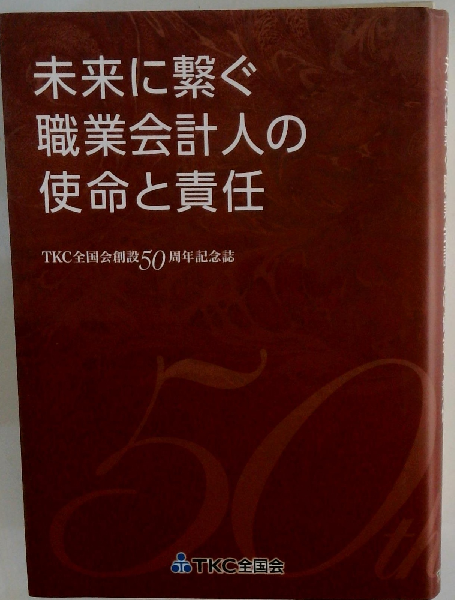 未来に繋ぐ
職業会計人の
使命と責任
TKC全国会創設50周年記念誌
50th
TKC全国会